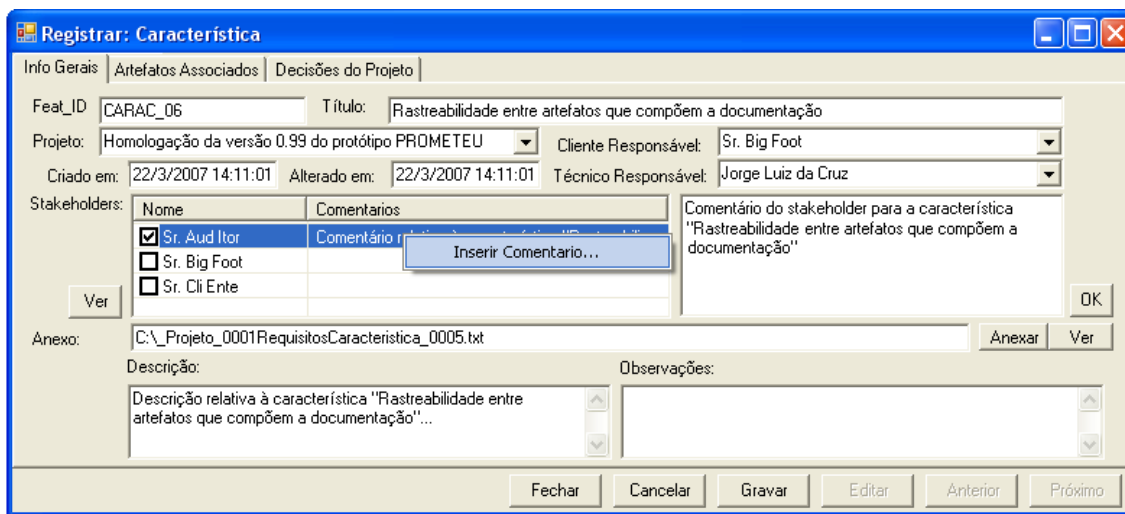 Registrar: Característica
Info Gerais Artefatos Associados Decisões do Projeto
Feat_ID CARAC_06 Título: Rastreabilidade entre artefatos que compõem a documentação
Projeto: Homologação da versão 0.99 do protótipo PROMETEU Cliente Responsável: Sr. Big Foot
Criado em: 22/3/2007 14:11:01 Alterado em: 22/3/2007 14:11:01 Técnico Responsável: Jorge Luiz da Cruz
Stakeholders: Nome Comentarios
Sr. Aud Itor Comentário
Inserir Comentario...
Sr. Big Foot
Sr. Cli Ente
Ver
Comentário do stakeholder para a característica
"Rastreabilidade entre artefatos que compõem a
documentação"
OK
Anexo: C:\_Projeto_0001RequisitosCaracteristica_0005.txt Anexar Ver
Descrição: Observações:
Descrição relativa à característica "Rastreabilidade entre
artefatos que compõem a documentação"...
Fechar Cancelar Gravar Editar Anterior Próximo